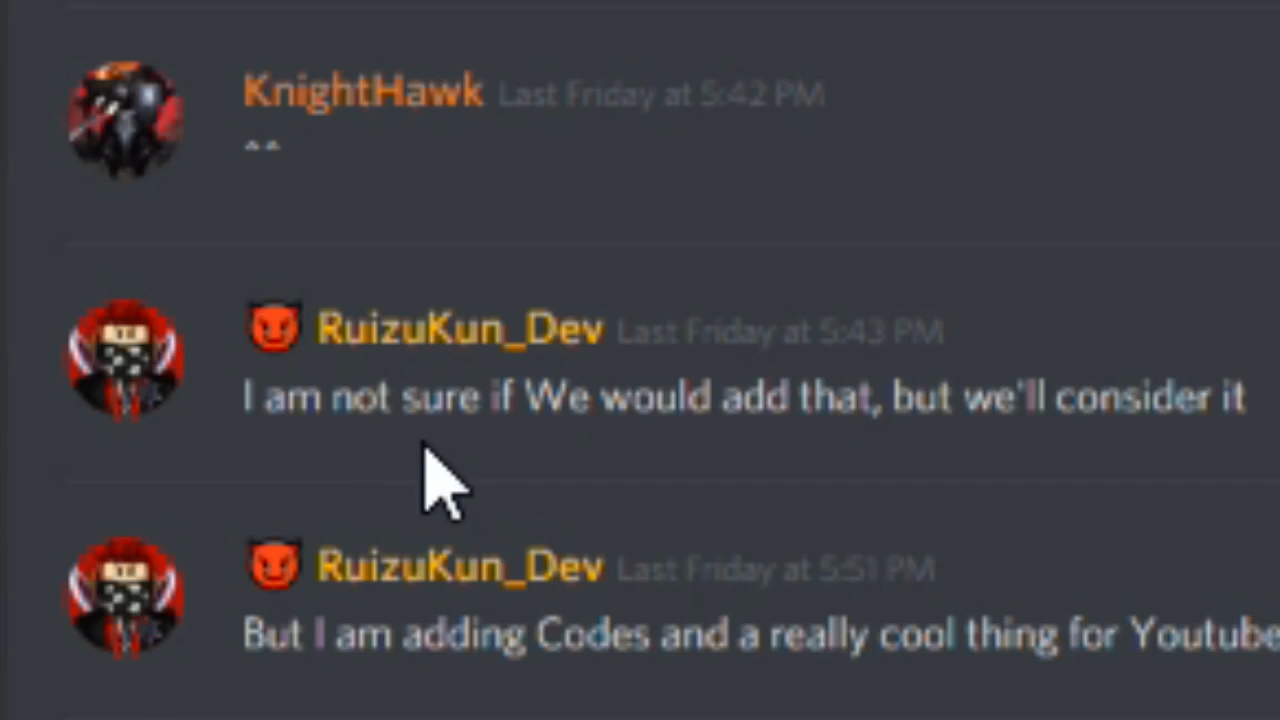 KnightHawk Last Friday at 5:42 PM
^^
RuizuKun_Dev Last Friday at 5:43 PM
I am not sure if We would add that, but we'll consider it
RuizuKun_Dev Last Friday at 5:51 PM
But I am adding Codes and a really cool thing for Youtube